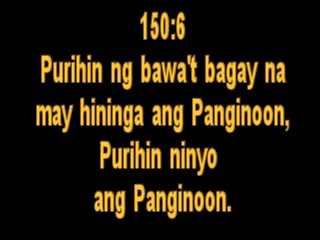 150:6
Purihin ng bawa't bagay na
may hininga ang Panginoon,
Purihin ninyo
ang Panginoon.